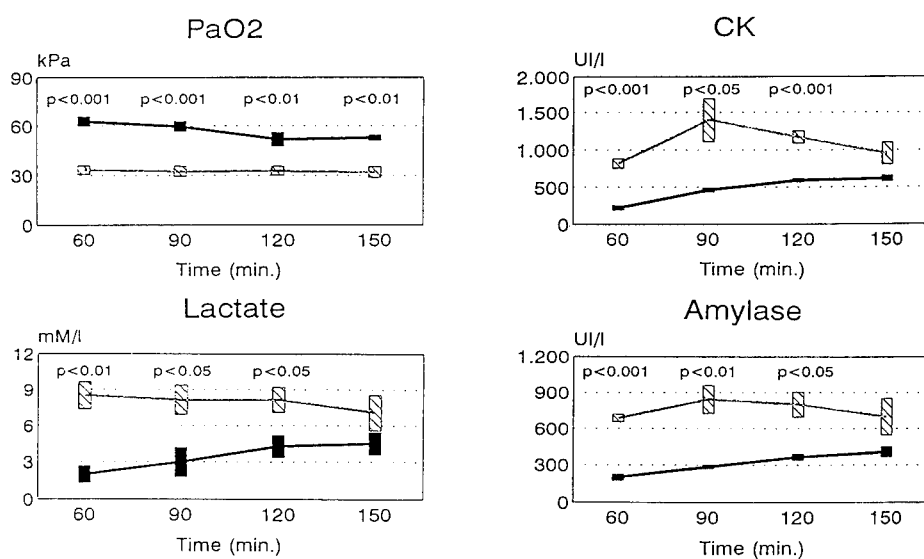 PaO2
kPa
90
p<0.001 p<0.001 p<0.01 p<0.01
60
30
0
60 90 120 150
Time (min.)
CK
UI/l
2.000
p<0.001 p<0.05 p<0.001
1.500
1.000
500
0
60 90 120 150
Time (min.)
Lactate
mM/l
12
p<0.01 p<0.05 p<0.05
9
6
3
0
60 90 120 150
Time (min.)
Amylase
UI/l
1.200
p<0.001 p<0.01 p<0.05
900
600
300
0
60 90 120 150
Time (min.)